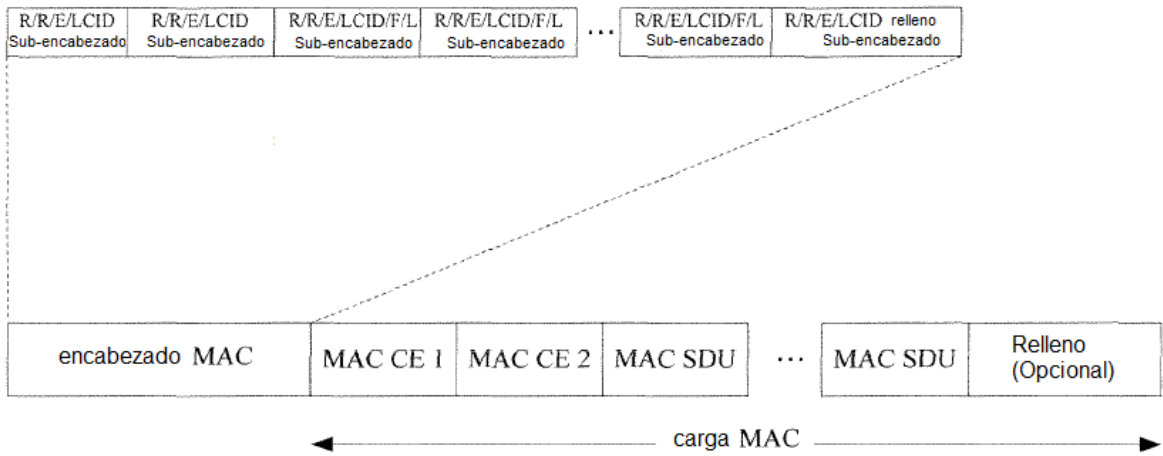 R/R/E/LCID R/R/E/LCID R/R/E/LCID/F/L R/R/E/LCID/F/L ... R/R/E/LCID/F/L R/R/E/LCID relleno
Sub-encabezado Sub-encabezado Sub-encabezado Sub-encabezado Sub-encabezado Sub-encabezado
encabezado MAC MAC CE 1 MAC CE 2 MAC SDU ... MAC SDU Relleno
(Opcional)
carga MAC